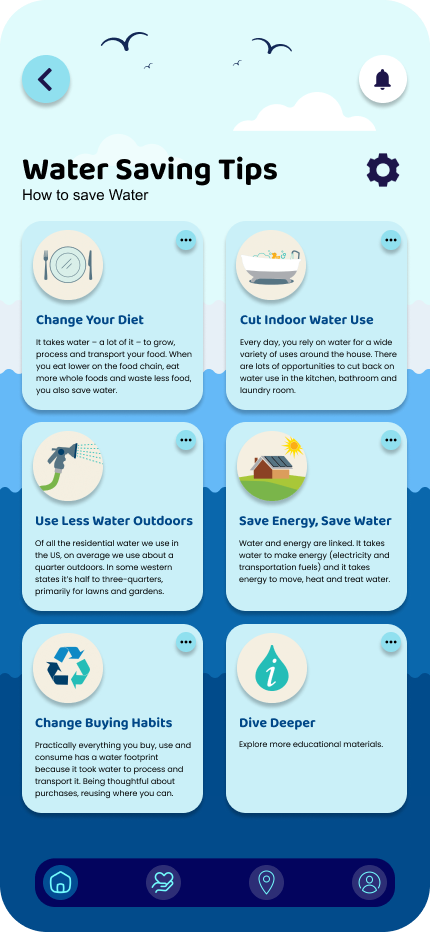 Water Saving Tips
How to save Water
Change Your Diet
It takes water – a lot of it – to grow,
process and transport your food. When
you eat lower on the food chain, eat
more whole foods and waste less food,
you also save water.
Cut Indoor Water Use
Every day, you rely on water for a wide
variety of uses around the house. There
are lots of opportunities to cut back on
water use in the kitchen, bathroom and
laundry room.
Use Less Water Outdoors
Of all the residential water we use in
the US, on average we use about a
quarter outdoors. In some western
states it's half to three-quarters,
primarily for lawns and gardens.
Save Energy, Save Water
Water and energy are linked. It takes
water to make energy (electricity and
transportation fuels) and it takes
energy to move, heat and treat water.
Change Buying Habits
Practically everything you buy, use and
consume has a water footprint
because it took water to process and
transport it. Being thoughtful about
purchases, reusing where you can.
i
Dive Deeper
Explore more educational materials.